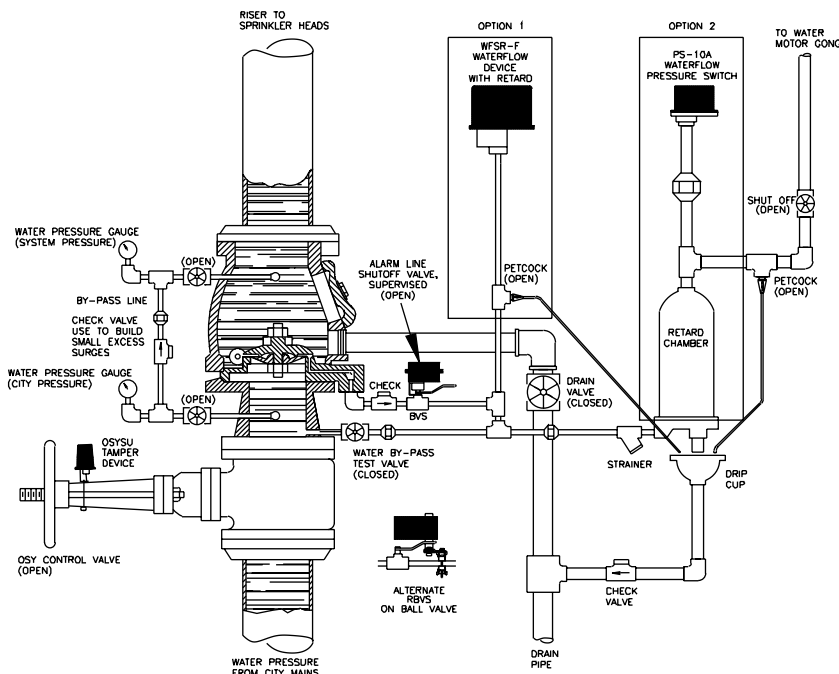 RISER TO
SPRINKLER HEADS
OPTION 1
WFSR-F
WATERFLOW
DEVICE
WITH RETARD
OPTION 2
PS-10A
WATERFLOW
PRESSURE SWITCH
TO WATER
MOTOR GONG
SHUT OFF
(OPEN)
WATER PRESSURE GAUGE
(SYSTEM PRESSURE)
(OPEN)
ALARM LINE
SHUTOFF VALVE,
SUPERVISED
(OPEN)
PETCOCK
(OPEN)
PETCOCK
(OPEN)
BY-PASS LINE
CHECK VALVE
USE TO BUILD
SMALL EXCESS
SURGES
RETARD
CHAMBER
WATER PRESSURE GAUGE
(CITY PRESSURE)
(OPEN)
CHECK
BVS
DRAIN
VALVE
(CLOSED)
OSYSU
TAMPER
DEVICE
WATER BY-PASS
TEST VALVE
(CLOSED)
STRAINER
DRIP
CUP
OSY CONTROL VALVE
(OPEN)
ALTERNATE
RBVS
ON BALL VALVE
CHECK
VALVE
DRAIN
PIPE
WATER PRESSURE
FROM CITY MAINS